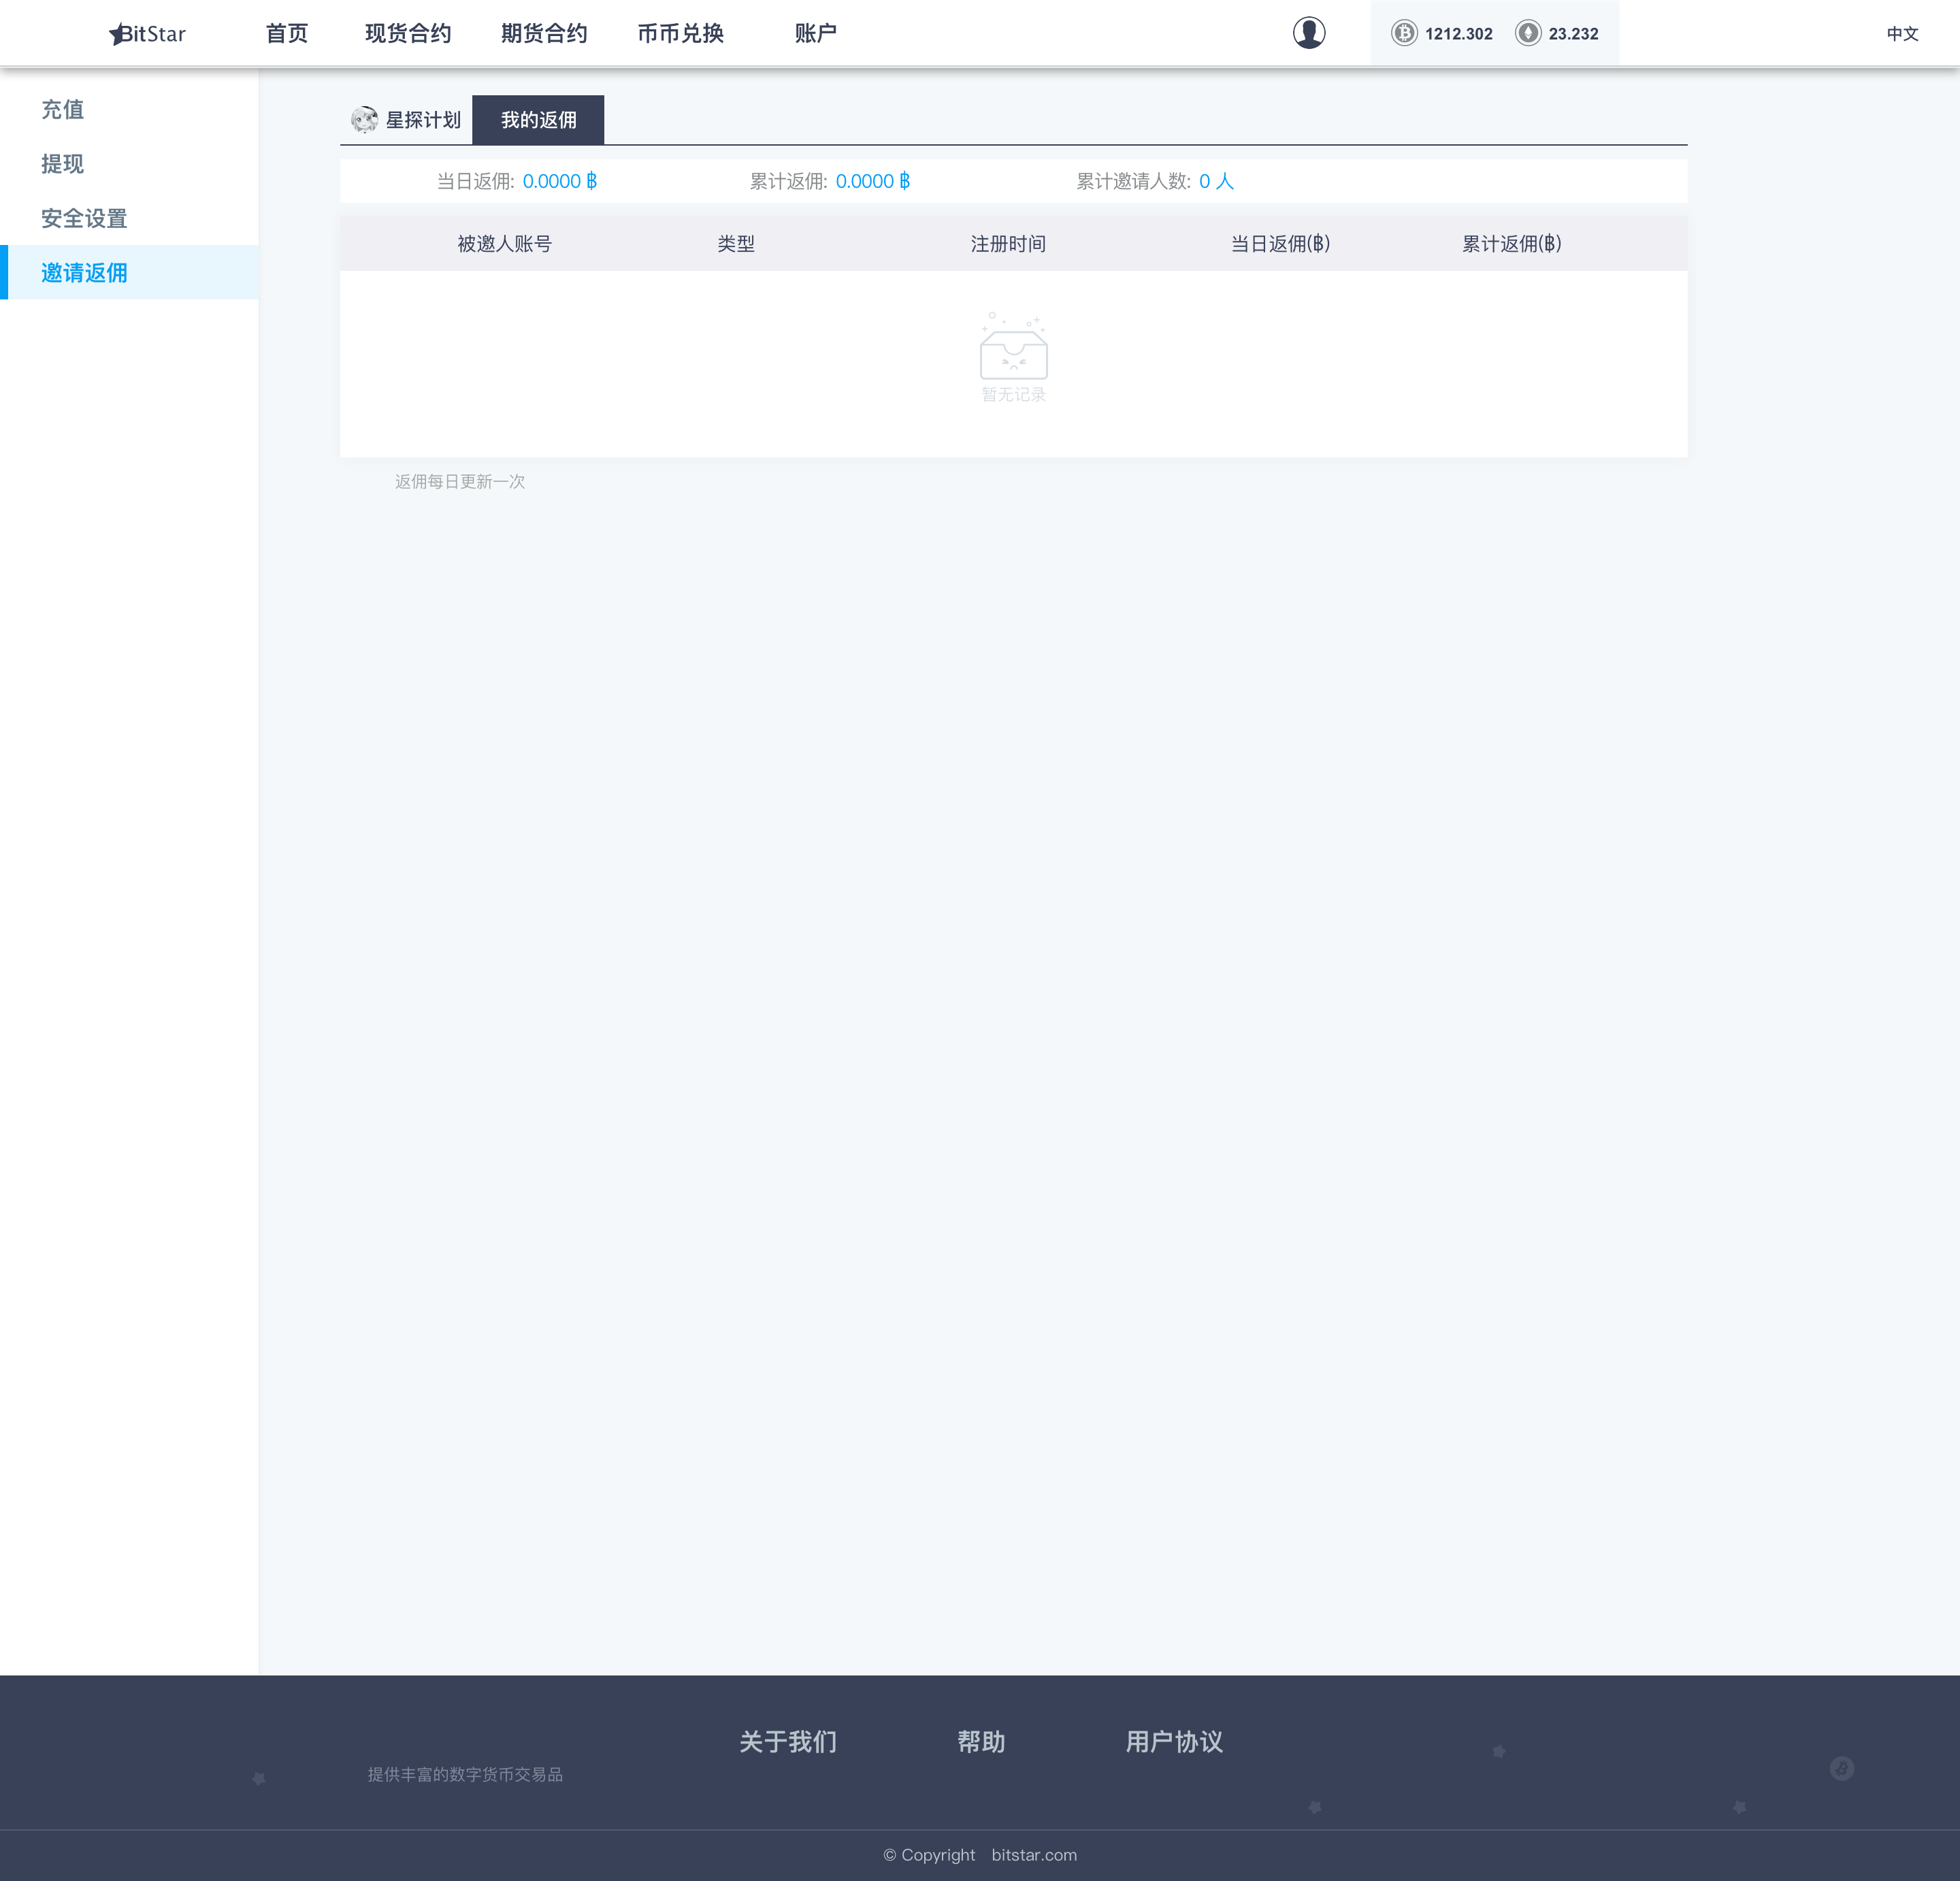 BitStar 首页 现货合约 期货合约 币币兑换 账户 1212.302 23.232 中文
充值
提现
安全设置
邀请返佣
星探计划 我的返佣
当日返佣: 0.0000 ฿ 累计返佣: 0.0000 ฿ 累计邀请人数: 0 人
被邀人账号 类型 注册时间 当日返佣(฿) 累计返佣(฿)
暂无记录
返佣每日更新一次
关于我们 帮助 用户协议
提供丰富的数字货币交易品
© Copyright bitstar.com